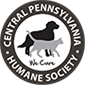 CENTRAL PENNSYLVANIA
We Care
HUMANE SOCIETY